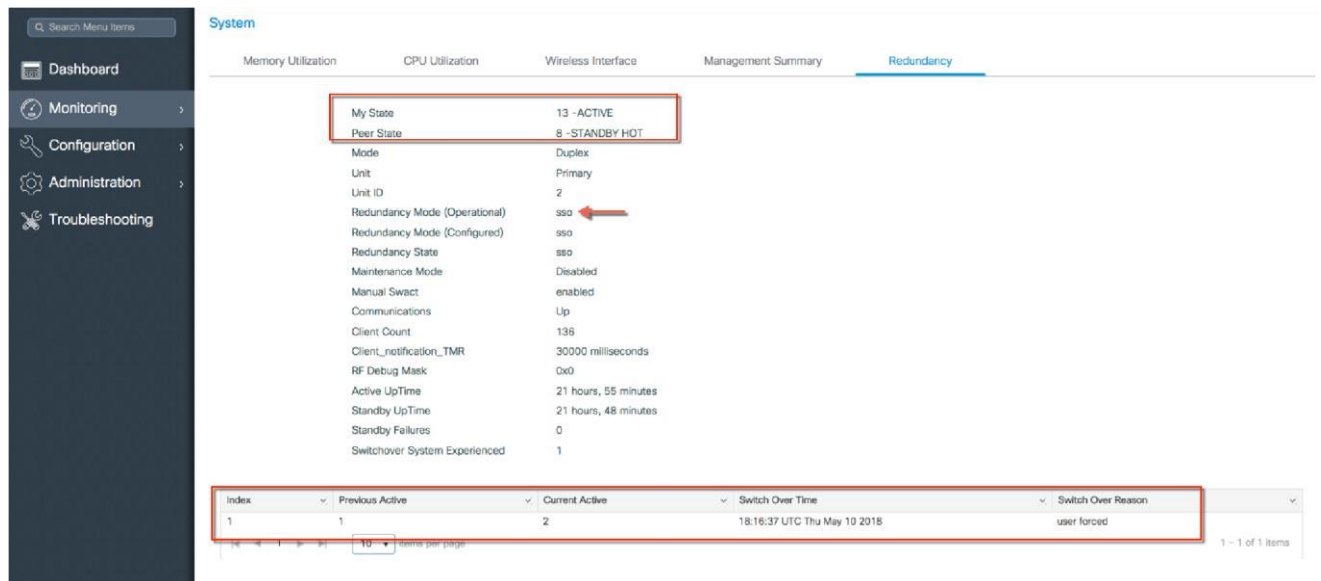 Search Menu Items
Dashboard
Monitoring
Configuration
Administration
Troubleshooting
System
Memory Utilization CPU Utilization Wireless Interface Management Summary Redundancy
My State 13 -ACTIVE
Peer State 8 -STANDBY HOT
Mode Duplex
Unit Primary
Unit ID 2
Redundancy Mode (Operational) sso
Redundancy Mode (Configured) sso
Redundancy State sso
Maintenance Mode Disabled
Manual Swact enabled
Communications Up
Client Count 136
Client_notification_TMR 30000 milliseconds
RF Debug Mask 0x0
Active UpTime 21 hours, 55 minutes
Standby UpTime 21 hours, 48 minutes
Standby Failures 0
Switchover System Experienced 1
Index Previous Active Current Active Switch Over Time Switch Over Reason
1 1 2 18:16:37 UTC Thu May 10 2018 user forced
1 10 items per page 1 - 1 of 1 items